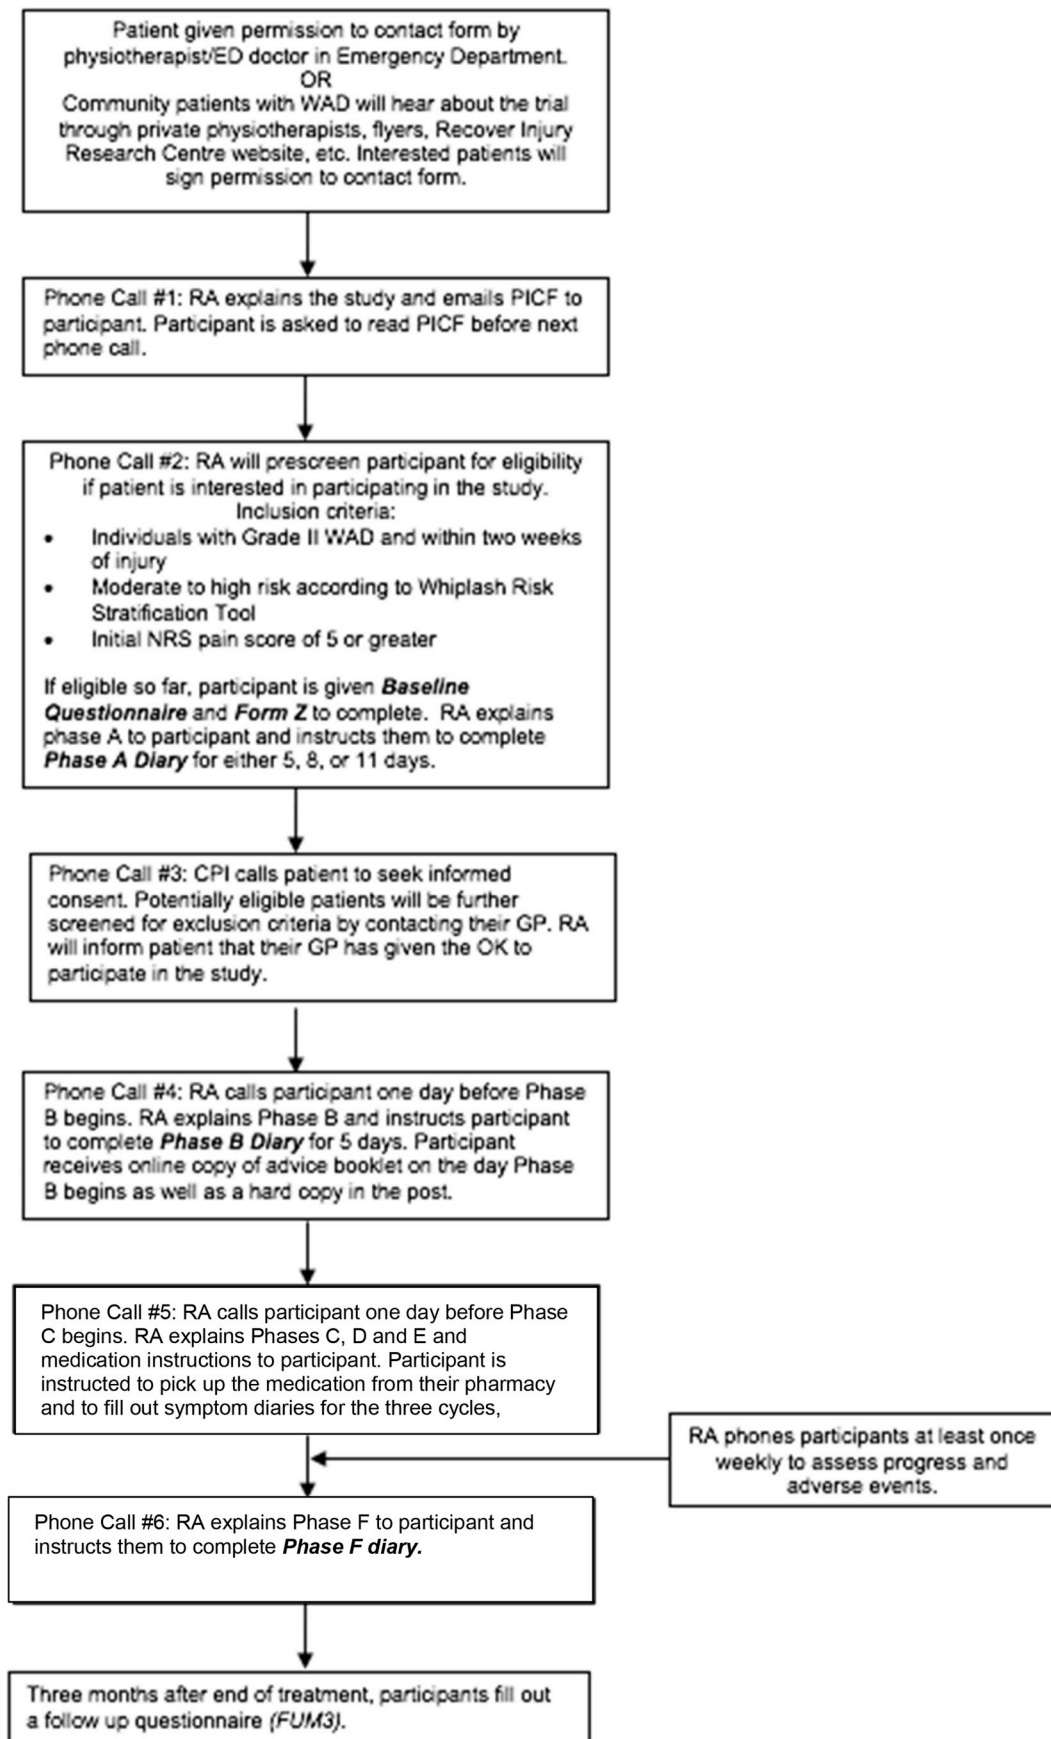 Patient given permission to contact form by
physiotherapist/ED doctor in Emergency Department.
OR
Community patients with WAD will hear about the trial
through private physiotherapists, flyers, Recover Injury
Research Centre website, etc. Interested patients will
sign permission to contact form.
Phone Call #1: RA explains the study and emails PICF to
participant. Participant is asked to read PICF before next
phone call.
Phone Call #2: RA will prescreen participant for eligibility
if patient is interested in participating in the study.
Inclusion criteria:
• Individuals with Grade II WAD and within two weeks
of injury
• Moderate to high risk according to Whiplash Risk
Stratification Tool
• Initial NRS pain score of 5 or greater
If eligible so far, participant is given Baseline
Questionnaire and Form Z to complete. RA explains
phase A to participant and instructs them to complete
Phase A Diary for either 5, 8, or 11 days.
Phone Call #3: CPI calls patient to seek informed
consent. Potentially eligible patients will be further
screened for exclusion criteria by contacting their GP. RA
will inform patient that their GP has given the OK to
participate in the study.
Phone Call #4: RA calls participant one day before Phase
B begins. RA explains Phase B and instructs participant
to complete Phase B Diary for 5 days. Participant
receives online copy of advice booklet on the day Phase
B begins as well as a hard copy in the post.
Phone Call #5: RA calls participant one day before Phase
C begins. RA explains Phases C, D and E and
medication instructions to participant. Participant is
instructed to pick up the medication from their pharmacy
and to fill out symptom diaries for the three cycles,
RA phones participants at least once
weekly to assess progress and
adverse events.
Phone Call #6: RA explains Phase F to participant and
instructs them to complete Phase F diary.
Three months after end of treatment, participants fill out
a follow up questionnaire (FUM3).